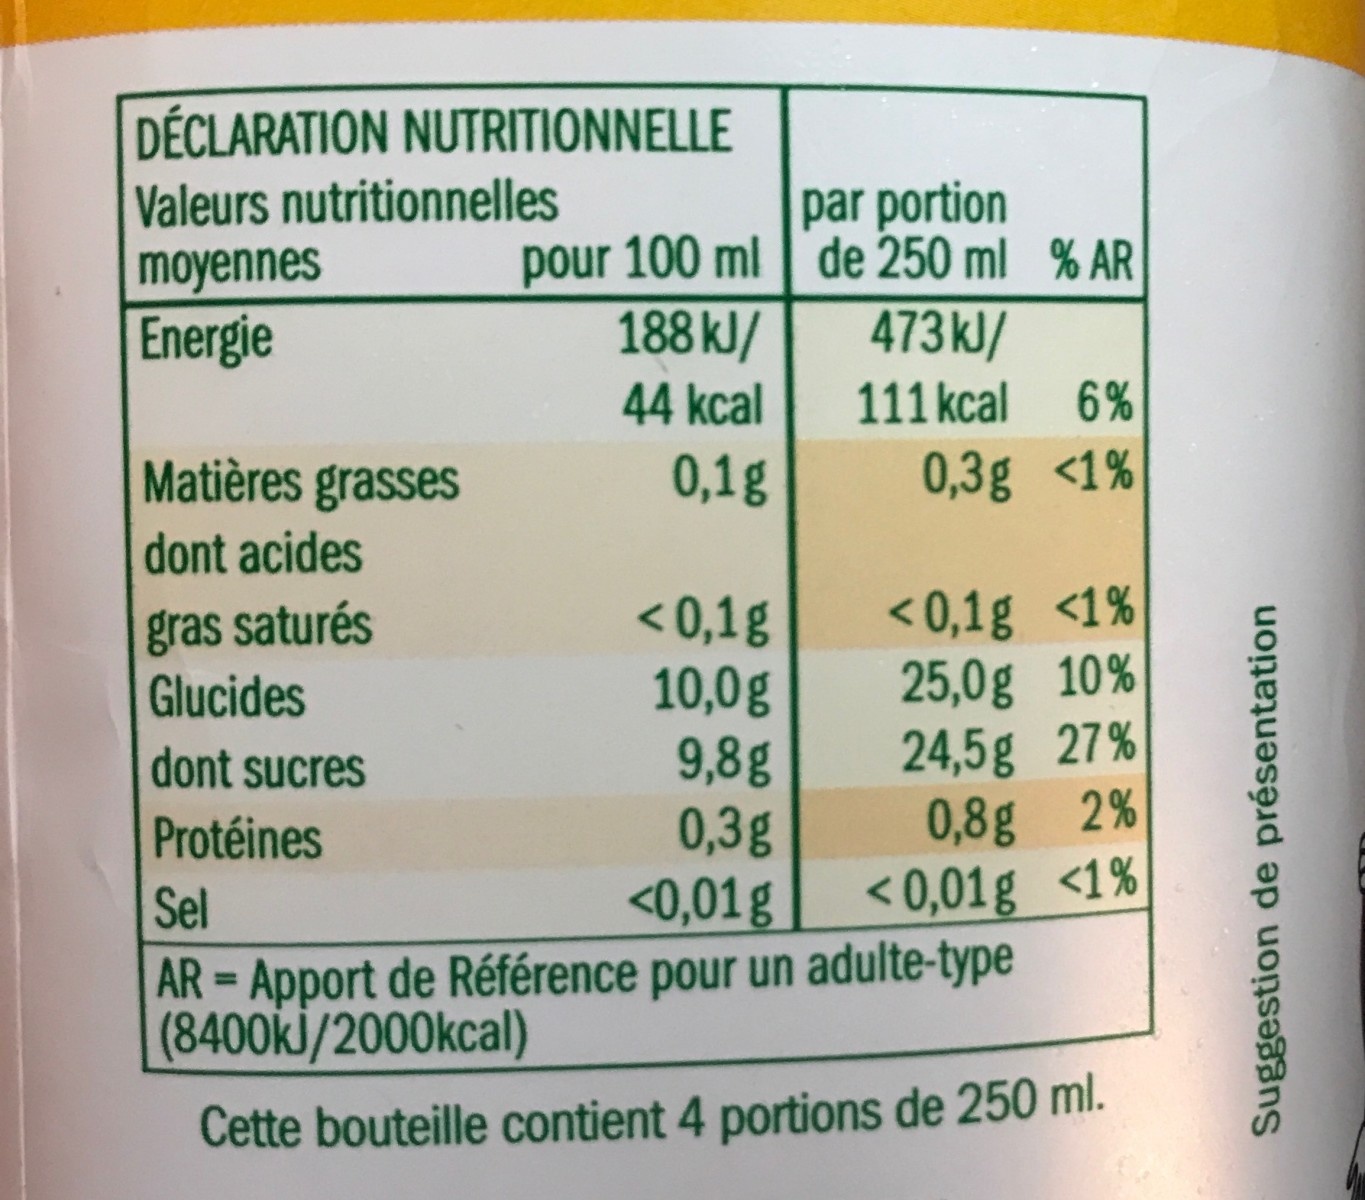 DÉCLARATION NUTRITIONNELLE
Valeurs nutritionnelles par portion
moyennes pour 100 ml de 250 ml % AR
Energie 188 kJ/ 473 kJ/
44 kcal 111 kcal 6%
Matières grasses 0,1g 0,3g <1%
dont acides
gras saturés <0,1g <0,1g <1%
Glucides 10,0g 25,0g 10%
dont sucres 9,8g 24,5g 27%
Protéines 0,3g 0,8g 2%
Sel <0,01g <0,01g <1%
AR = Apport de Référence pour un adulte-type
(8400kJ/2000kcal)
Cette bouteille contient 4 portions de 250 ml.
Suggestion de présentation